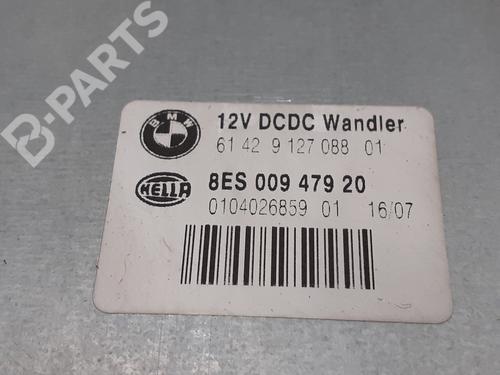 B-PARTS
BMW
12V DCDC Wandler
61 42 9 127 088 01
HELLA
8ES 009 479 20
0104026859 01 16/07